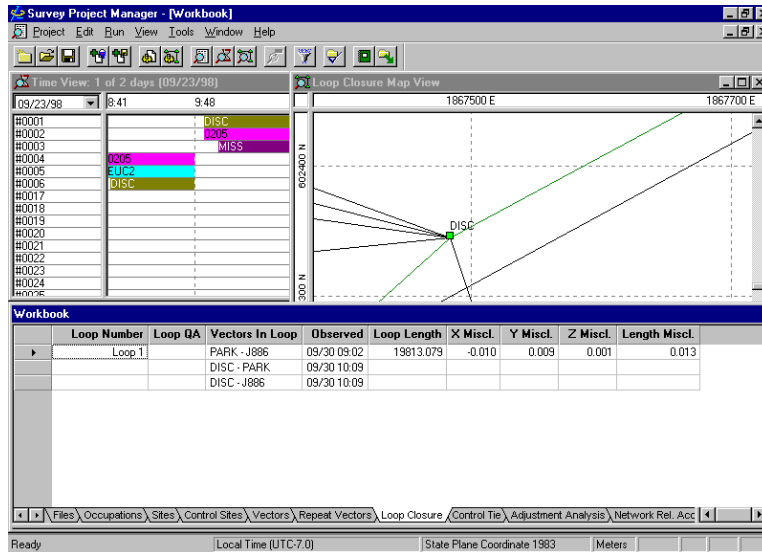 Survey Project Manager - [Workbook]
Project Edit Run View Tools Window Help
Time View: 1 of 2 days (09/23/98)
09/23/98 8:41 9:48
#0001 DISC
#0002 0205
#0003 MISS
#0004 0205
#0005 EUC2
#0006 DISC
#0017
#0018
#0019
#0020
#0021
#0022
#0023
#0024
#0025
Loop Closure Map View
1867500 E 1867700 E
602400 N
300 N
DISC
Workbook
Loop Number Loop QA Vectors In Loop Observed Loop Length X Miscl. Y Miscl. Z Miscl. Length Miscl.
Loop 1 PARK - J886 09/30 09:02 19813.079 -0.010 0.009 0.001 0.013
DISC - PARK 09/30 10:09
DISC - J886 09/30 10:09
Files Occupations Sites Control Sites Vectors Repeat Vectors Loop Closure Control Tie Adjustment Analysis Network Rel. Acc
Ready Local Time (UTC-7.0) State Plane Coordinate 1983 Meters